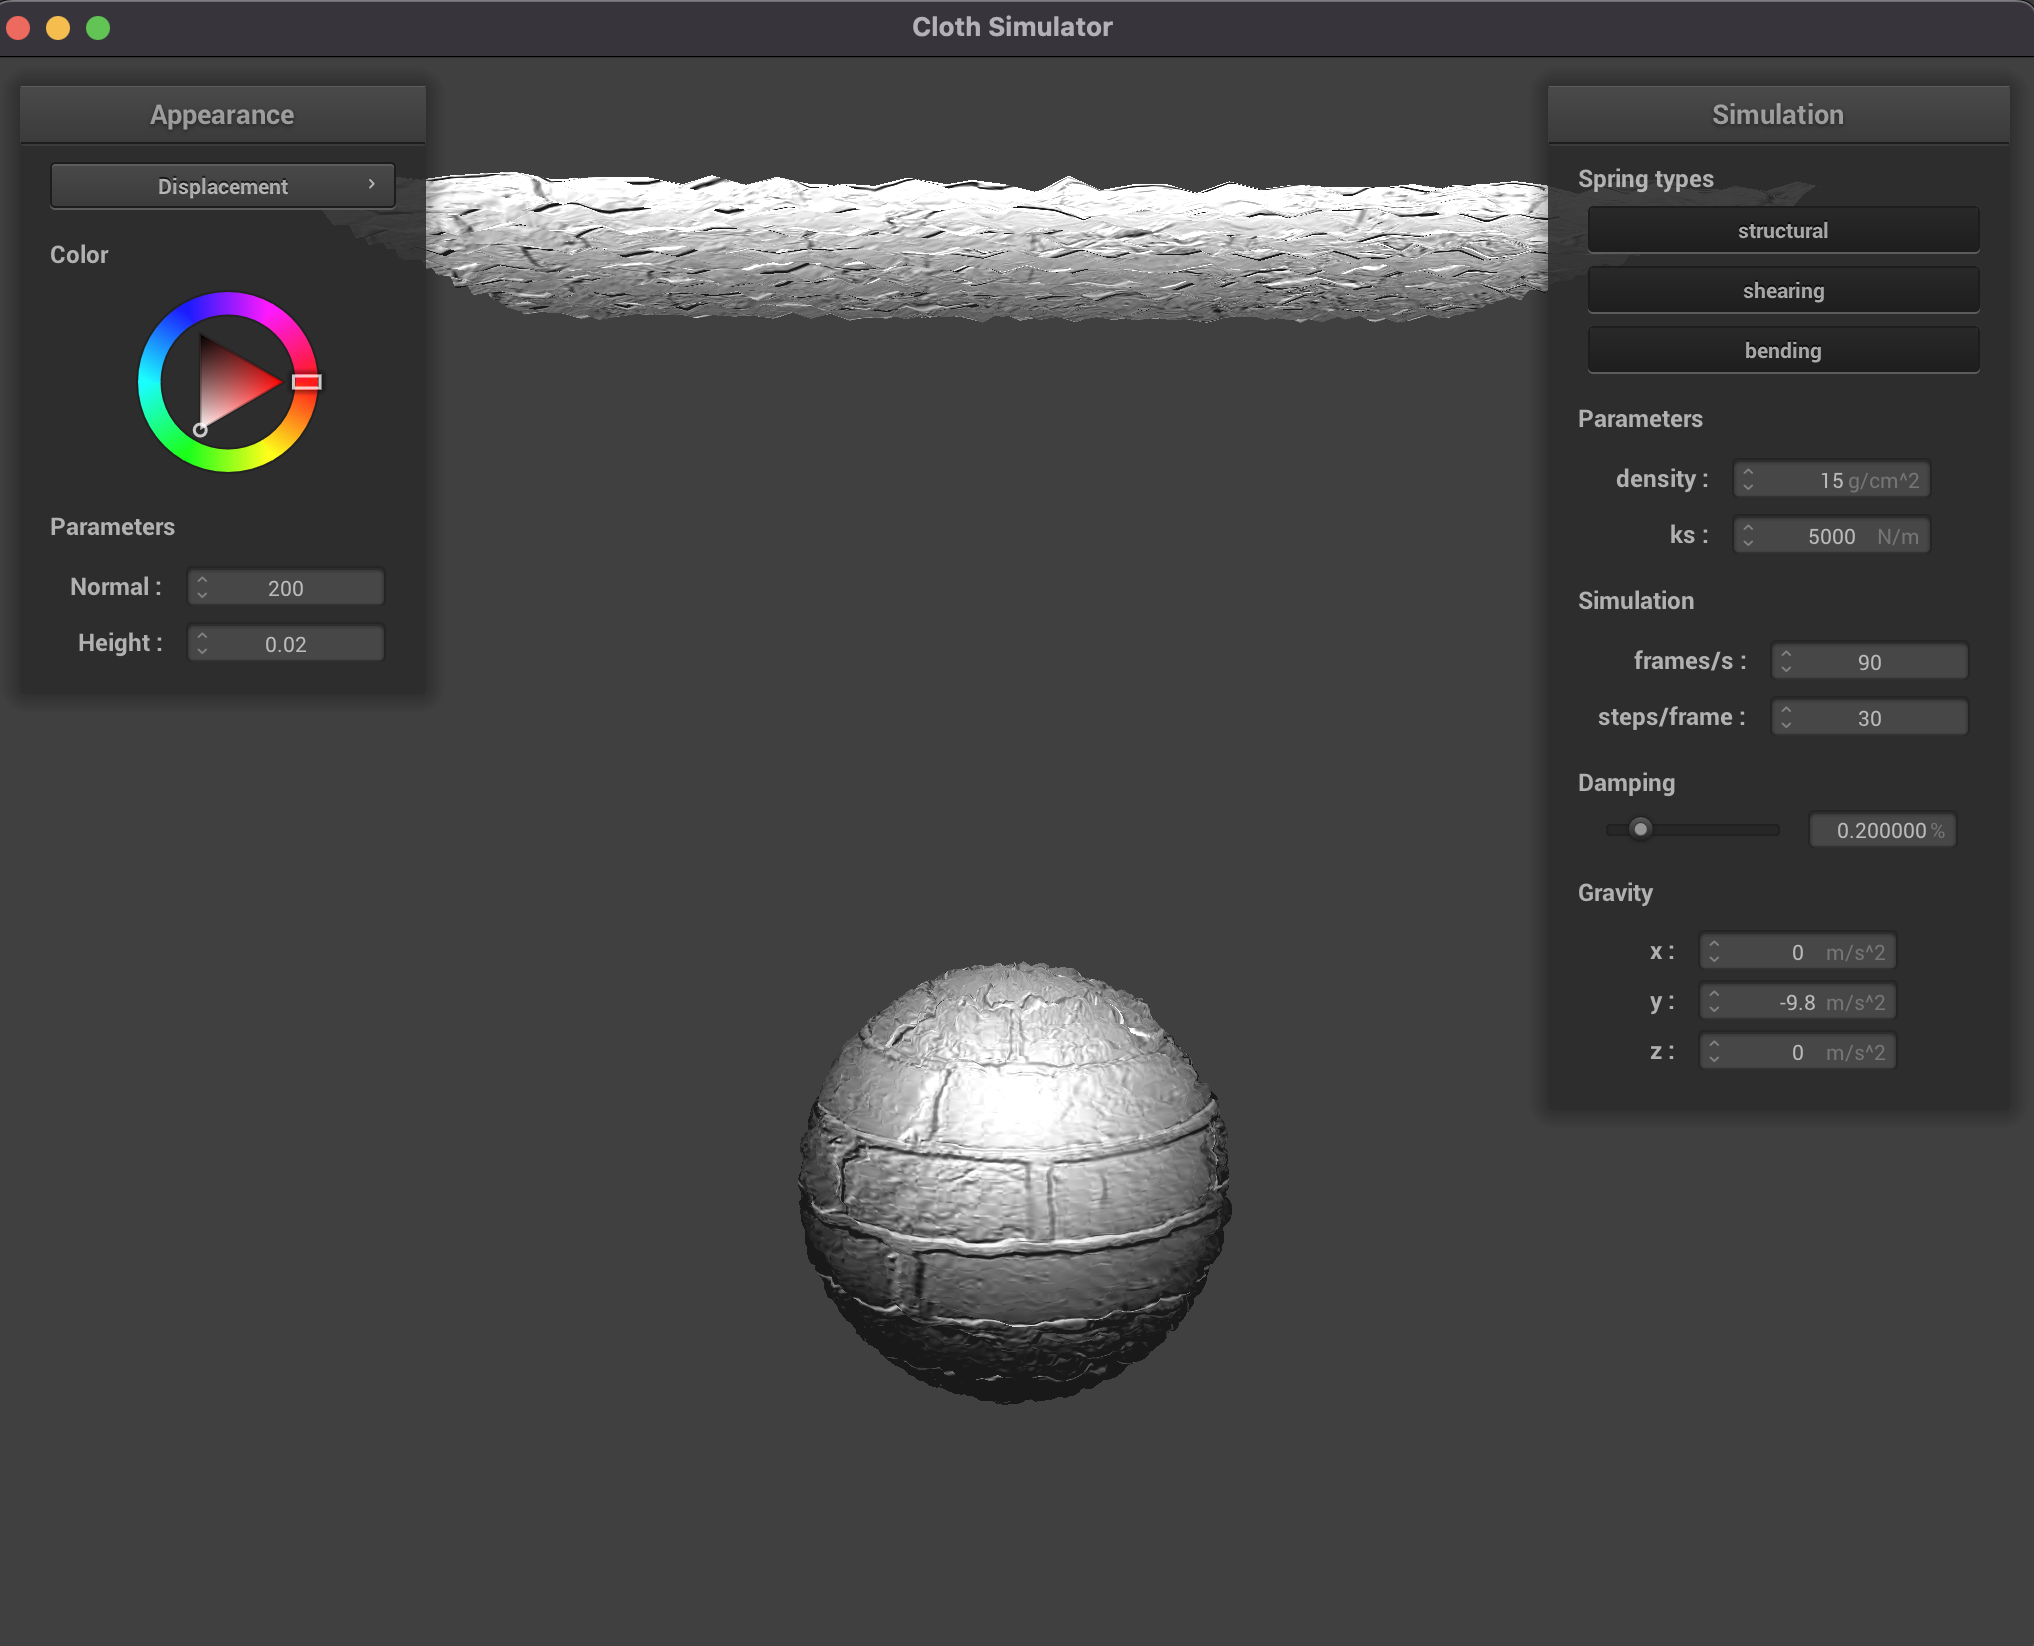 Cloth Simulator
Appearance
Displacement
Color
Parameters
Normal : 200
Height : 0.02
Simulation
Spring types
structural
shearing
bending
Parameters
density : 15 g/cm^2
ks : 5000 N/m
Simulation
frames/s : 90
steps/frame : 30
Damping
0.200000 %
Gravity
x : 0 m/s^2
y : -9.8 m/s^2
z : 0 m/s^2